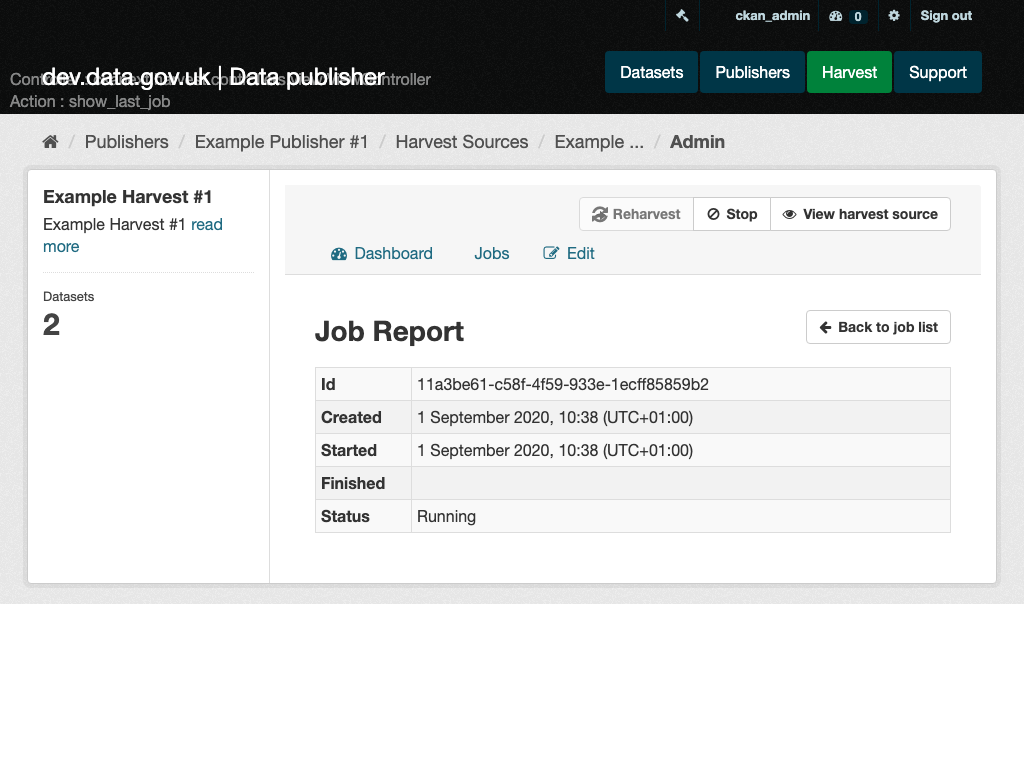 ckan_admin 0 Sign out
dev.data.gov.uk | Data publisher
Action : show_last_job
Datasets Publishers Harvest Support
Publishers / Example Publisher #1 / Harvest Sources / Example ... / Admin
Example Harvest #1
Example Harvest #1 read
more
Datasets
2
Reharvest Stop View harvest source
Dashboard Jobs Edit
Job Report
Back to job list
Id 11a3be61-c58f-4f59-933e-1ecff85859b2
Created 1 September 2020, 10:38 (UTC+01:00)
Started 1 September 2020, 10:38 (UTC+01:00)
Finished
Status Running